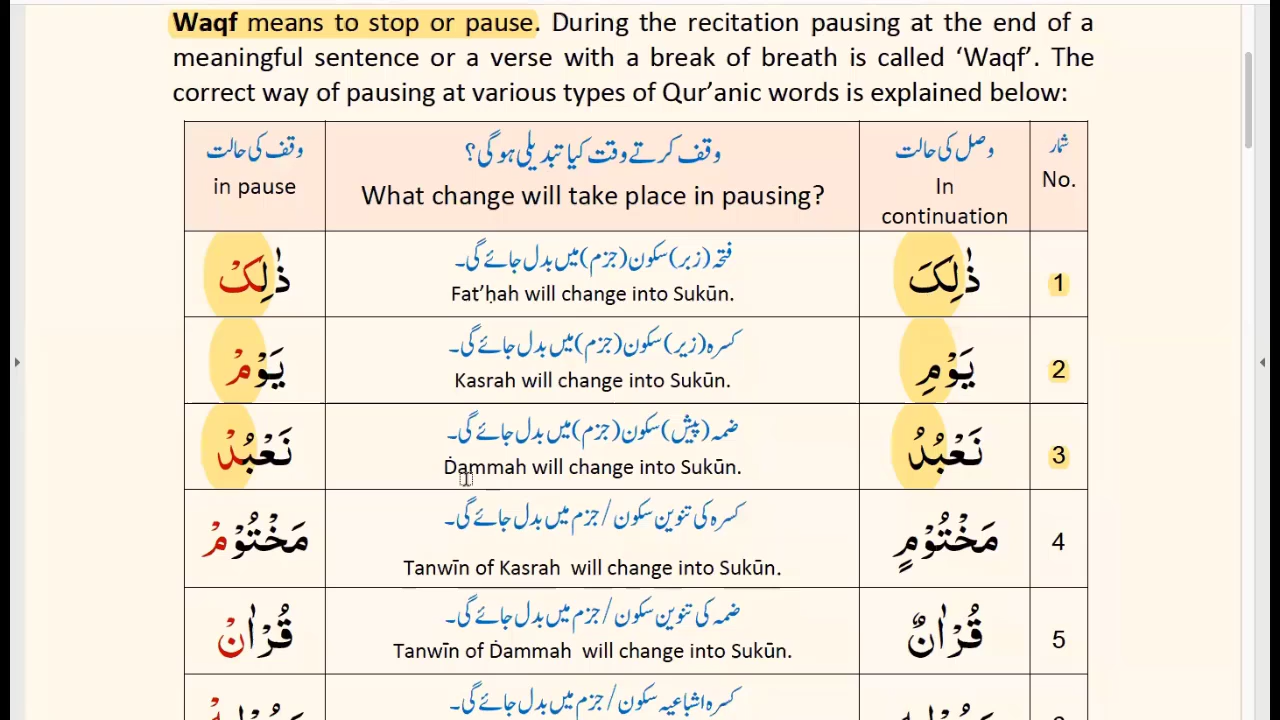 Waqf means to stop or pause. During the recitation pausing at the end of a
meaningful sentence or a verse with a break of breath is called ‘Waqf’. The
correct way of pausing at various types of Qur’anic words is explained below:
شمار
No.
وصل کی حالت
In
continuation
وقف کرتے وقت کیا تبدیلی ہوگی؟
What change will take place in pausing?
وقف کی حالت
in pause
1
ذٰلِكَ
فتحہ (زبر) سکون (جزم) میں بدل جائے گی۔
Fat’ḥah will change into Sukūn.
ذٰلِكْ
2
يَوْمِ
کسرہ (زیر) سکون (جزم) میں بدل جائے گی۔
Kasrah will change into Sukūn.
يَوْمْ
3
نَعْبُدُ
ضمہ (پیش) سکون (جزم) میں بدل جائے گی۔
Ḋammah will change into Sukūn.
نَعْبُدْ
4
مَخْتُوْمٍ
کسرہ کی تنوین سکون / جزم میں بدل جائے گی۔
Tanwīn of Kasrah will change into Sukūn.
مَخْتُوْمْ
5
قُرْاٰنٌ
ضمہ کی تنوین سکون / جزم میں بدل جائے گی۔
Tanwīn of Ḋammah will change into Sukūn.
قُرْاٰنْ
کسرہ اشباعیہ سکون / جزم میں بدل جائے گی۔